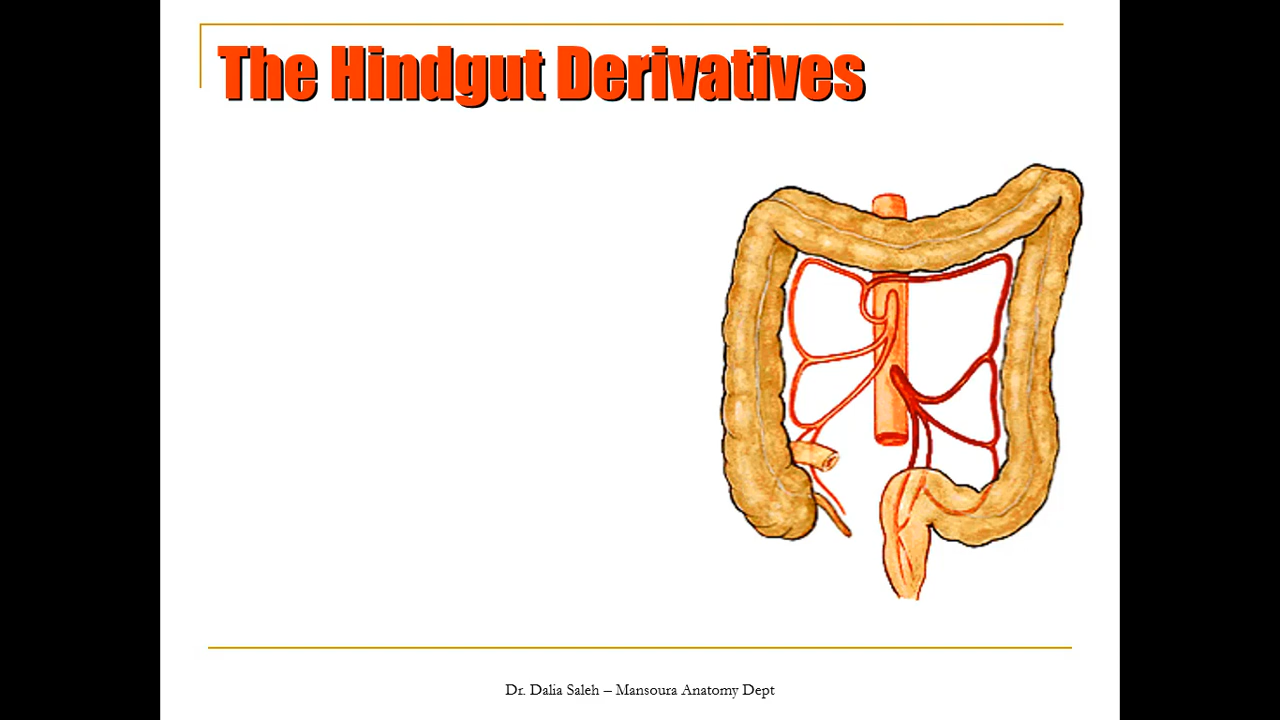 The Hindgut Derivatives
Dr. Dalia Saleh – Mansoura Anatomy Dept